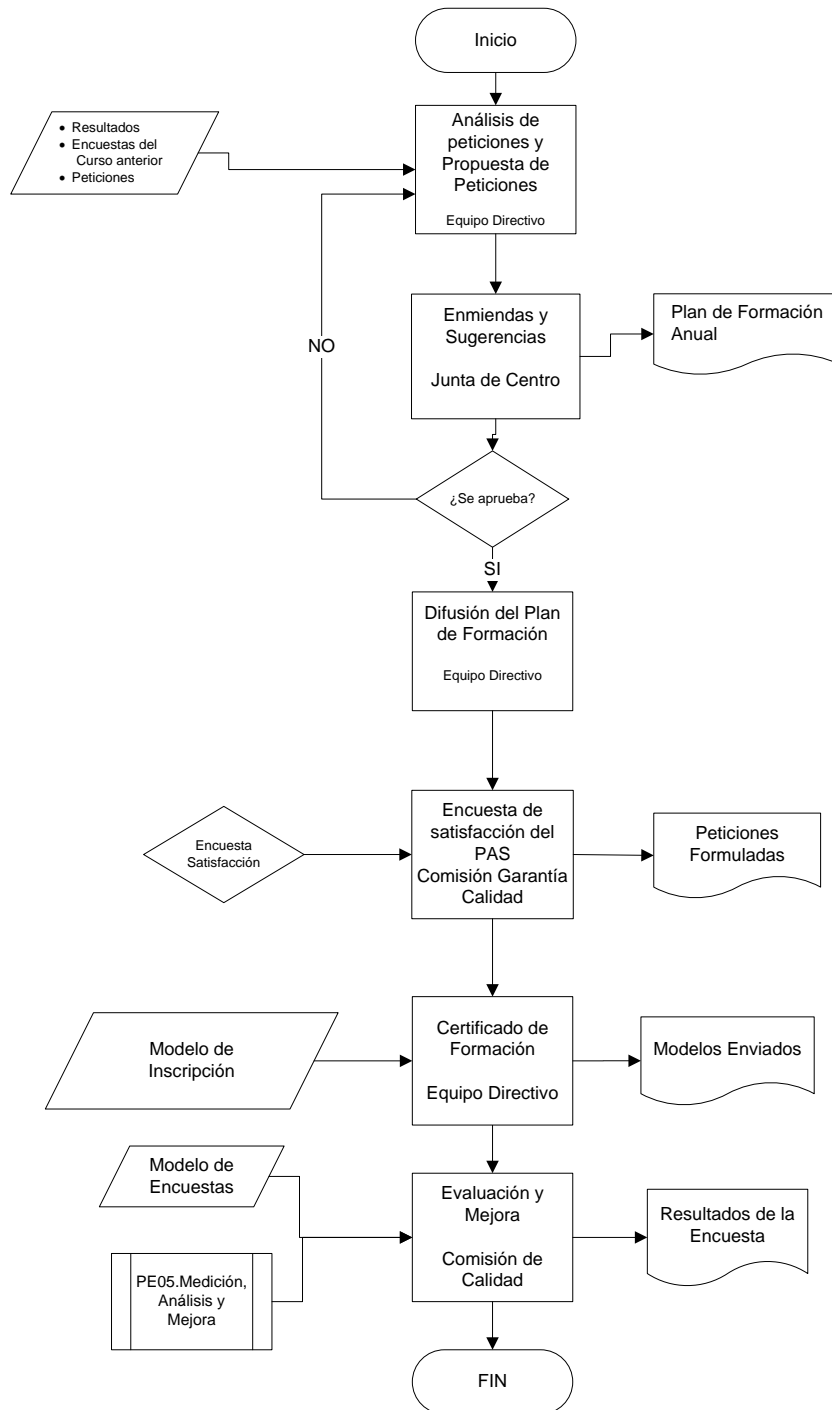 Inicio
• Resultados
• Encuestas del
Curso anterior
• Peticiones
Análisis de
peticiones y
Propuesta de
Peticiones
Equipo Directivo
Enmiendas y
Sugerencias
Junta de Centro
Plan de Formación
Anual
NO
¿Se aprueba?
SI
Difusión del Plan
de Formación
Equipo Directivo
Encuesta
Satisfacción
Encuesta de
satisfacción del
PAS
Comisión Garantía
Calidad
Peticiones
Formuladas
Modelo de
Inscripción
Certificado de
Formación
Equipo Directivo
Modelos Enviados
Modelo de
Encuestas
PE05.Medición,
Análisis y
Mejora
Evaluación y
Mejora
Comisión de
Calidad
Resultados de la
Encuesta
FIN